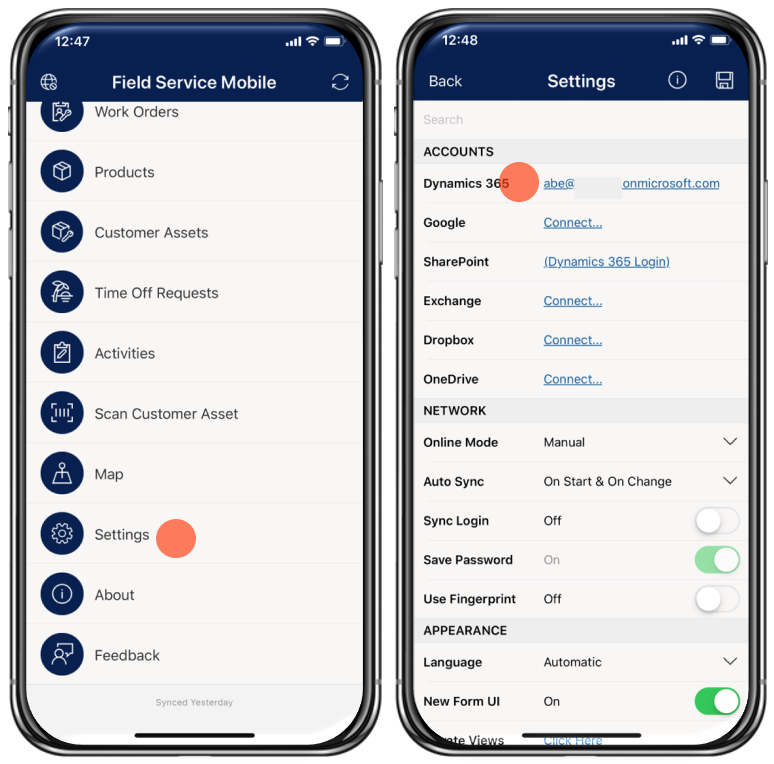 12:47
Field Service Mobile
Work Orders
Products
Customer Assets
Time Off Requests
Activities
Scan Customer Asset
Map
Settings
About
Feedback
Synced Yesterday
12:48
Back Settings
Search
ACCOUNTS
Dynamics 365 abe@ onmicrosoft.com
Google Connect...
SharePoint (Dynamics 365 Login)
Exchange Connect...
Dropbox Connect...
OneDrive Connect...
NETWORK
Online Mode Manual
Auto Sync On Start & On Change
Sync Login Off
Save Password On
Use Fingerprint Off
APPEARANCE
Language Automatic
New Form UI On
Views Click Here